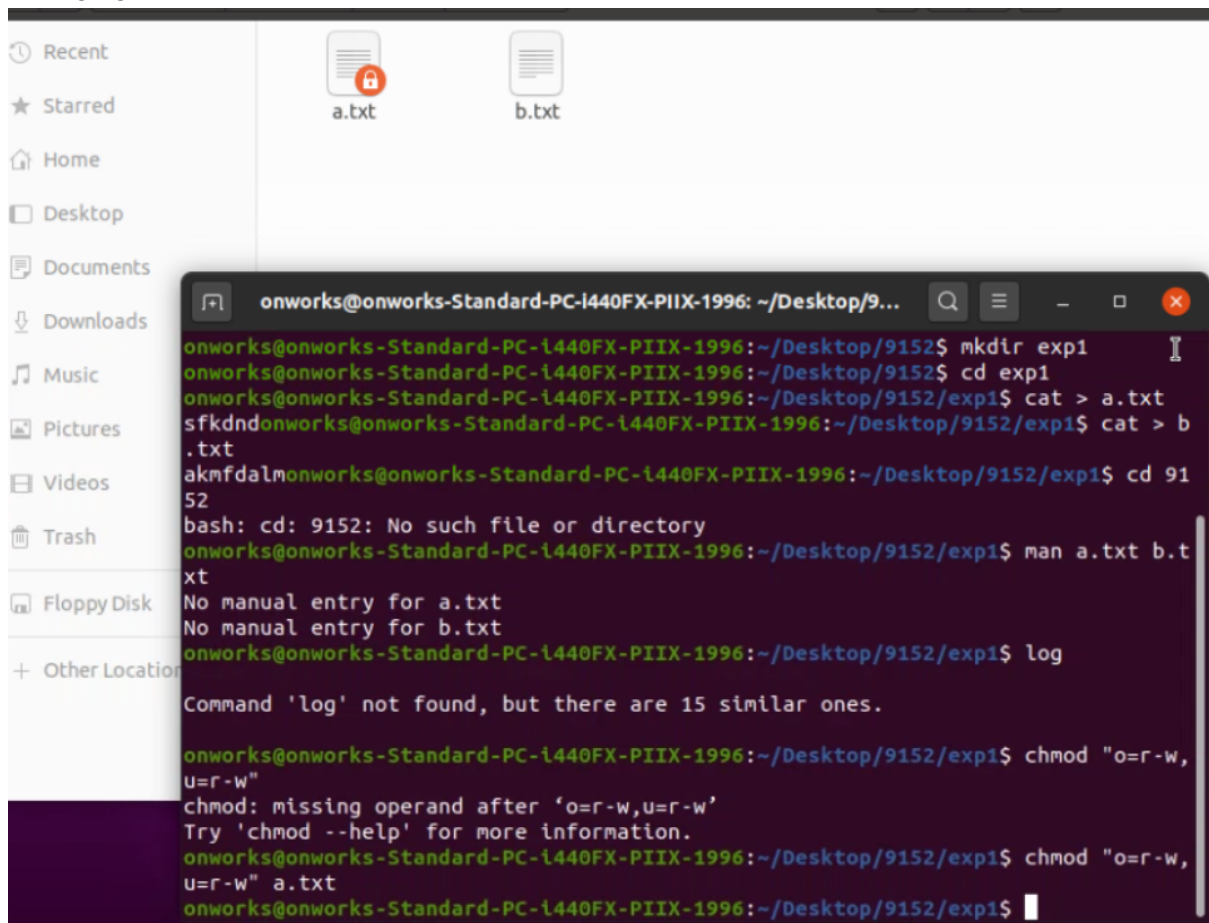 Recent
Starred
Home
Desktop
Documents
Downloads
Music
Pictures
Videos
Trash
Floppy Disk
+ Other Location
a.txt
b.txt
onworks@onworks-Standard-PC-i440FX-PIIX-1996: ~/Desktop/9...
onworks@onworks-Standard-PC-i440FX-PIIX-1996:~/Desktop/9152$ mkdir exp1
onworks@onworks-Standard-PC-i440FX-PIIX-1996:~/Desktop/9152$ cd exp1
onworks@onworks-Standard-PC-i440FX-PIIX-1996:~/Desktop/9152/exp1$ cat > a.txt
sfkdndonworks@onworks-Standard-PC-i440FX-PIIX-1996:~/Desktop/9152/exp1$ cat > b
.txt
akmfdalmonworks@onworks-Standard-PC-i440FX-PIIX-1996:~/Desktop/9152/exp1$ cd 91
52
bash: cd: 9152: No such file or directory
onworks@onworks-Standard-PC-i440FX-PIIX-1996:~/Desktop/9152/exp1$ man a.txt b.t
xt
No manual entry for a.txt
No manual entry for b.txt
onworks@onworks-Standard-PC-i440FX-PIIX-1996:~/Desktop/9152/exp1$ log
Command 'log' not found, but there are 15 similar ones.
onworks@onworks-Standard-PC-i440FX-PIIX-1996:~/Desktop/9152/exp1$ chmod "o=r-w,
u=r-w"
chmod: missing operand after ‘o=r-w,u=r-w’
Try 'chmod --help' for more information.
onworks@onworks-Standard-PC-i440FX-PIIX-1996:~/Desktop/9152/exp1$ chmod "o=r-w,
u=r-w" a.txt
onworks@onworks-Standard-PC-i440FX-PIIX-1996:~/Desktop/9152/exp1$